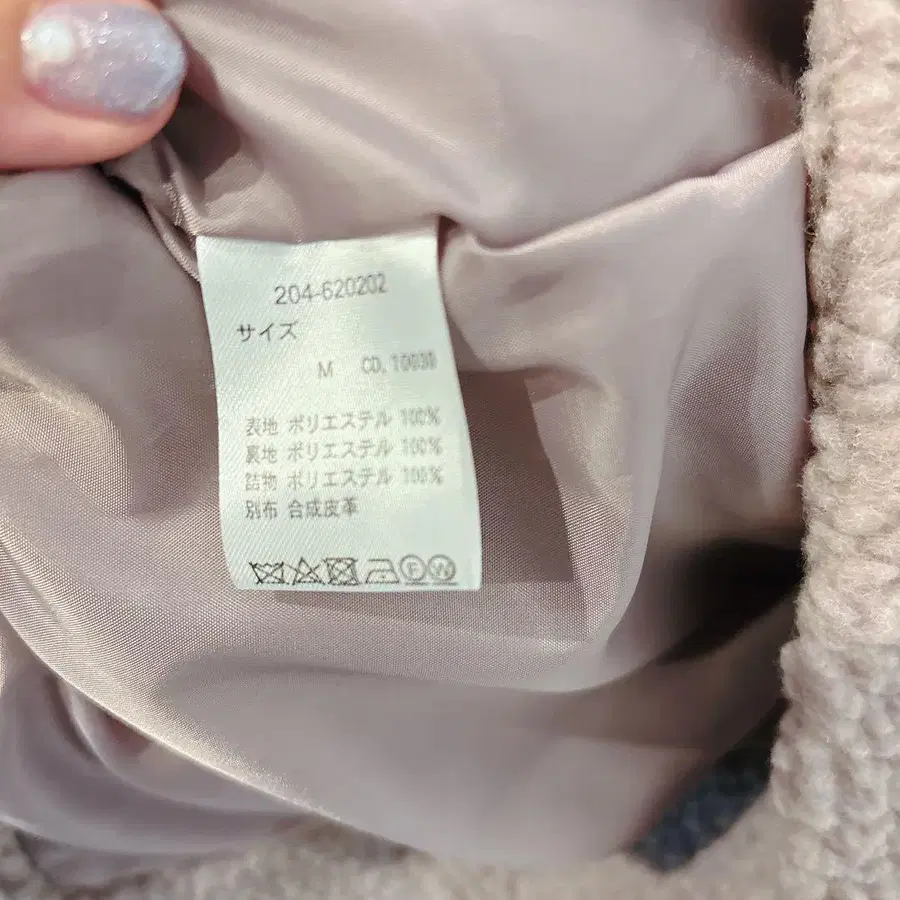 204-620202
サイズ
M CD.10030
表地 ポリエステル 100%
裏地 ポリエステル 100%
詰物 ポリエステル 100%
別布 合成皮革
F W